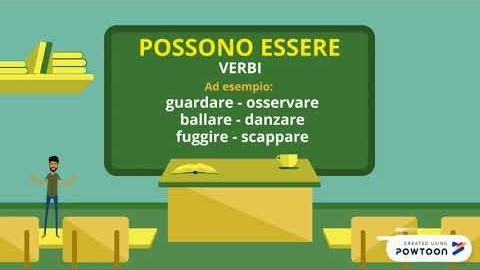 POSSONO ESSERE
VERBI
Ad esempio:
guardare - osservare
ballare - danzare
fuggire - scappare
CREATED USING
POWTOON